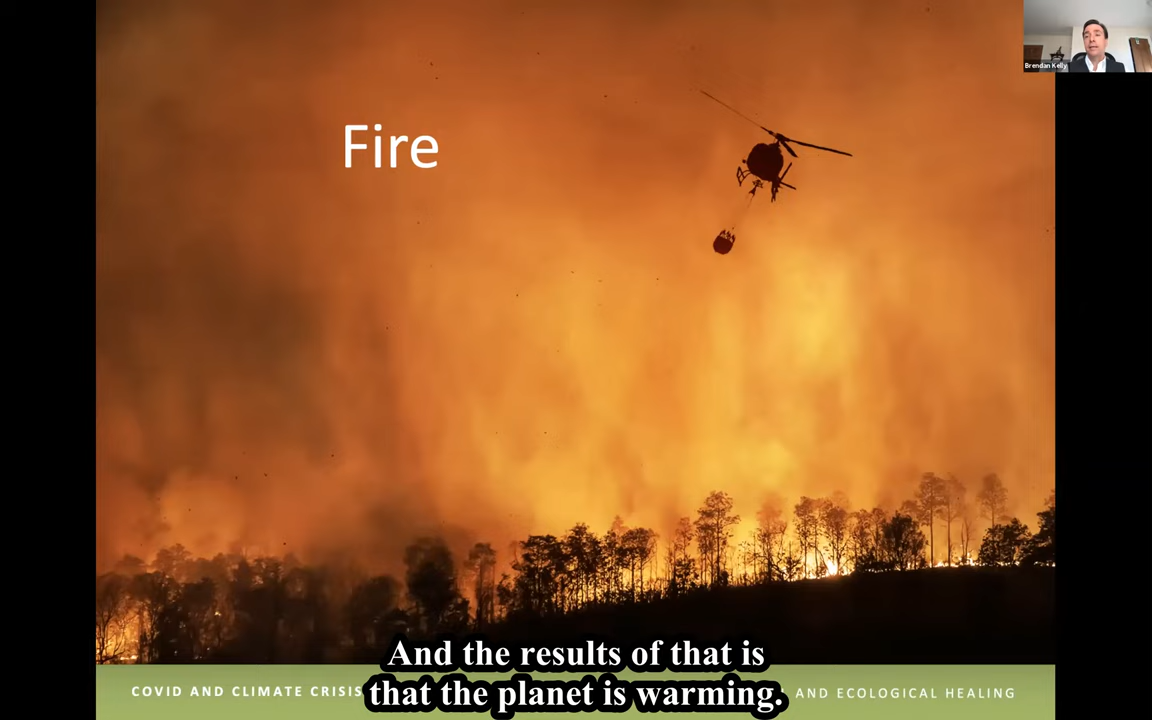 Brendan Kelly
Fire
And the results of that is
that the planet is warming.
COVID AND CLIMATE CRISIS
AND ECOLOGICAL HEALING